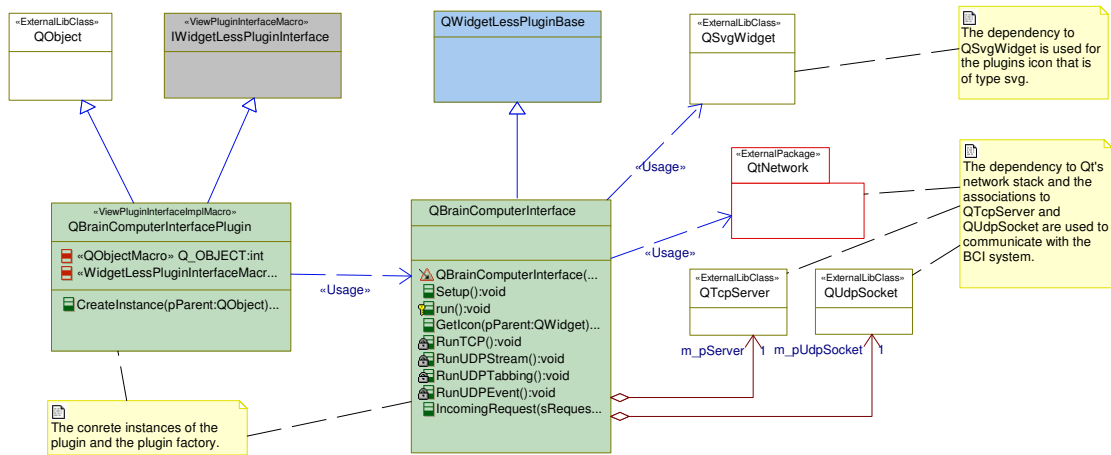 «ExternalLibClass»
QObject
«ViewPluginInterfaceMacro»
IWidgetLessPluginInterface
QWidgetLessPluginBase
«ExternalLibClass»
QSvgWidget
The dependency to
QSvgWidget is used for
the plugins icon that is
of type svg.
«Usage»
«ExternalPackage»
QtNetwork
The dependency to Qt's
network stack and the
associations to
QTcpServer and
QUdpSocket are used to
communicate with the
BCI system.
«ViewPluginInterfaceImplMacro»
QBrainComputerInterfacePlugin
«QObjectMacro» Q_OBJECT:int
«WidgetLessPluginInterfaceMacr...
CreateInstance(pParent:QObject)...
«Usage»
QBrainComputerInterface
QBrainComputerInterface(...
Setup():void
run():void
GetIcon(pParent:QWidget)...
RunTCP():void
RunUDPStream():void
RunUDPTabbing():void
RunUDPEvent():void
IncomingRequest(sReques...
«Usage»
«ExternalLibClass»
QTcpServer
«ExternalLibClass»
QUdpSocket
m_pServer 1
m_pUdpSocket 1
The conrete instances of the
plugin and the plugin factory.